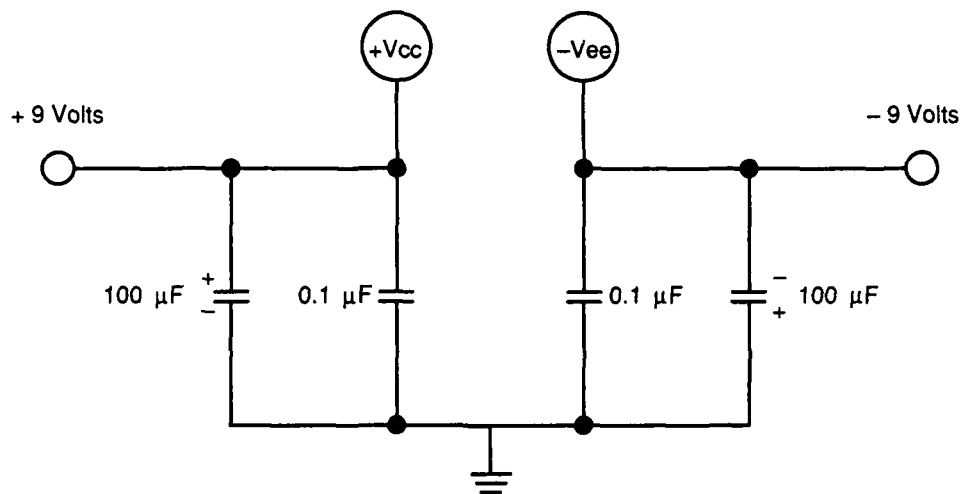 +Vcc
–Vee
+ 9 Volts
– 9 Volts
100 µF
+
–
0.1 µF
0.1 µF
–
+
100 µF